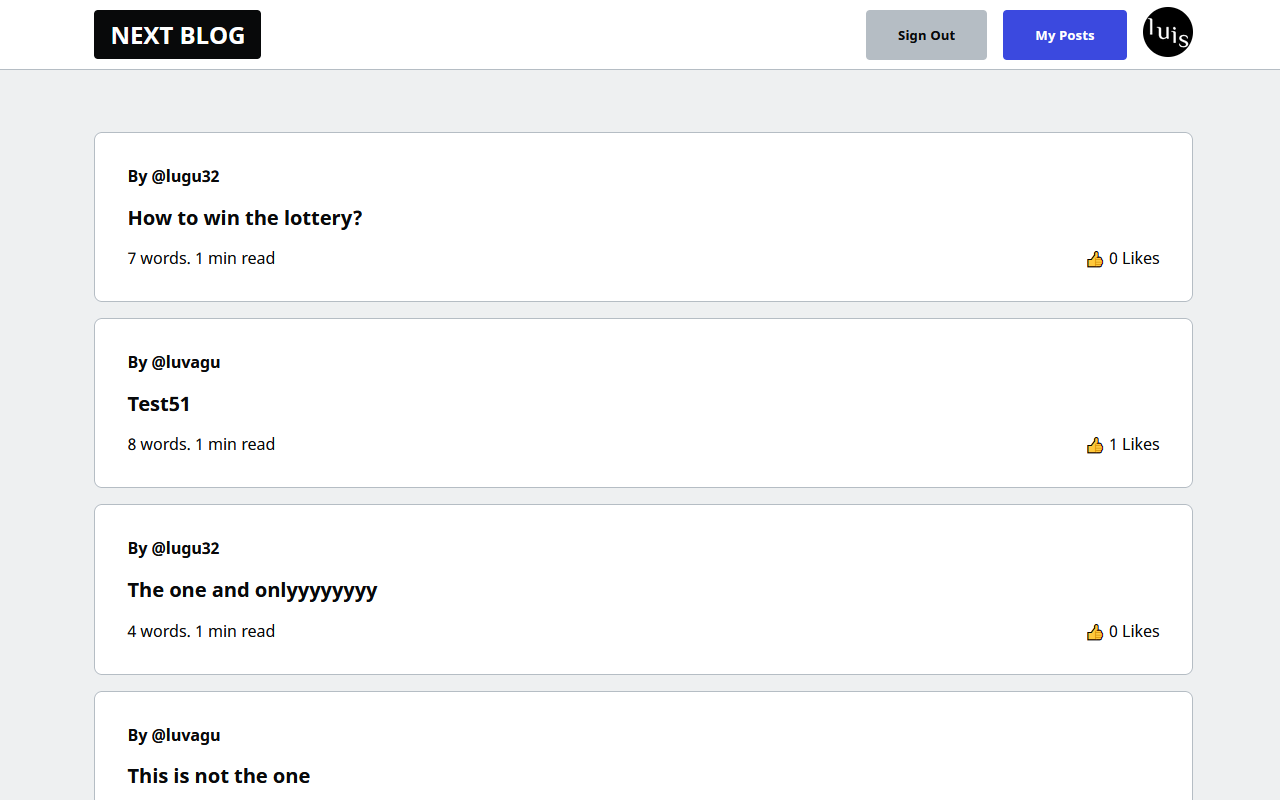 NEXT BLOG
Sign Out
My Posts
luis
By @lugu32
How to win the lottery?
7 words. 1 min read
👍 0 Likes
By @luvagu
Test51
8 words. 1 min read
👍 1 Likes
By @lugu32
The one and onlyyyyyyyy
4 words. 1 min read
👍 0 Likes
By @luvagu
This is not the one